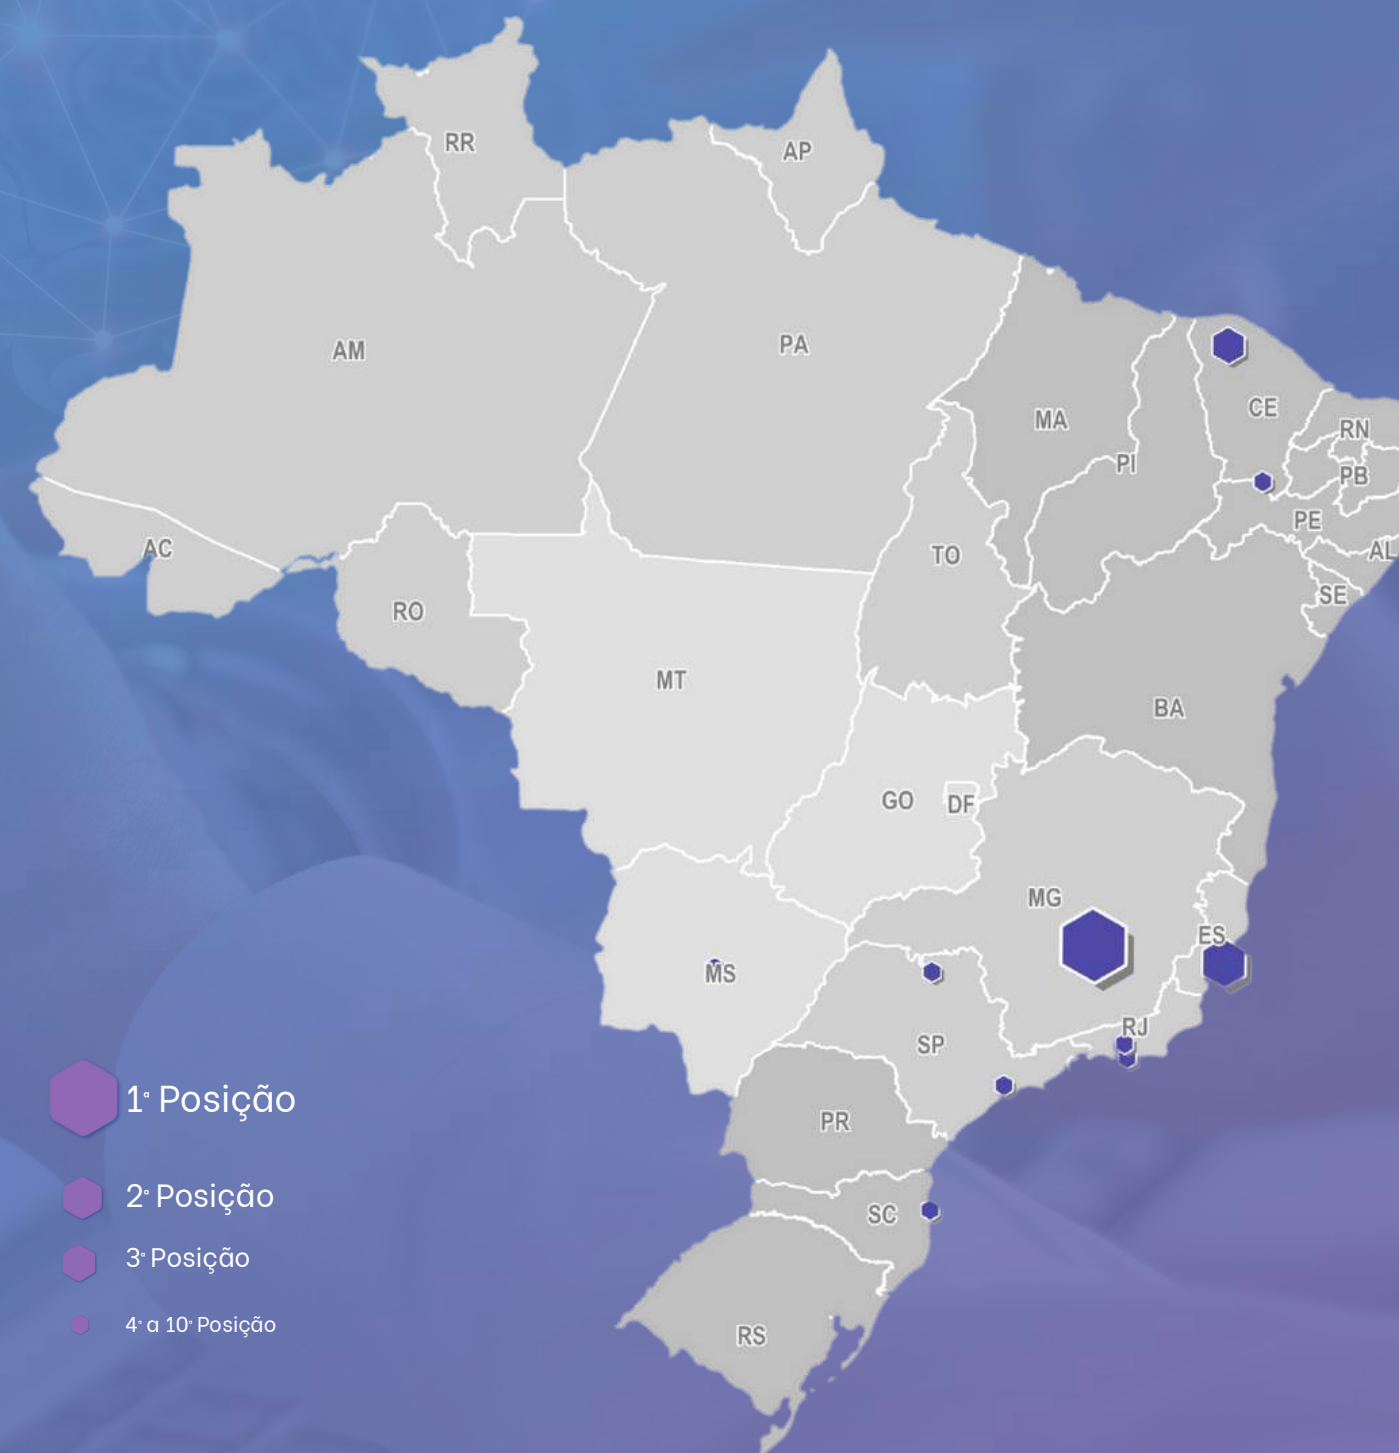 RR
AP
AM
PA
MA
CE
RN
PI
PB
PE
AL
SE
AC
TO
RO
MT
BA
GO
DF
MG
ES
MS
RJ
SP
PR
SC
RS
1ª Posição
2ª Posição
3ª Posição
4ª a 10ª Posição